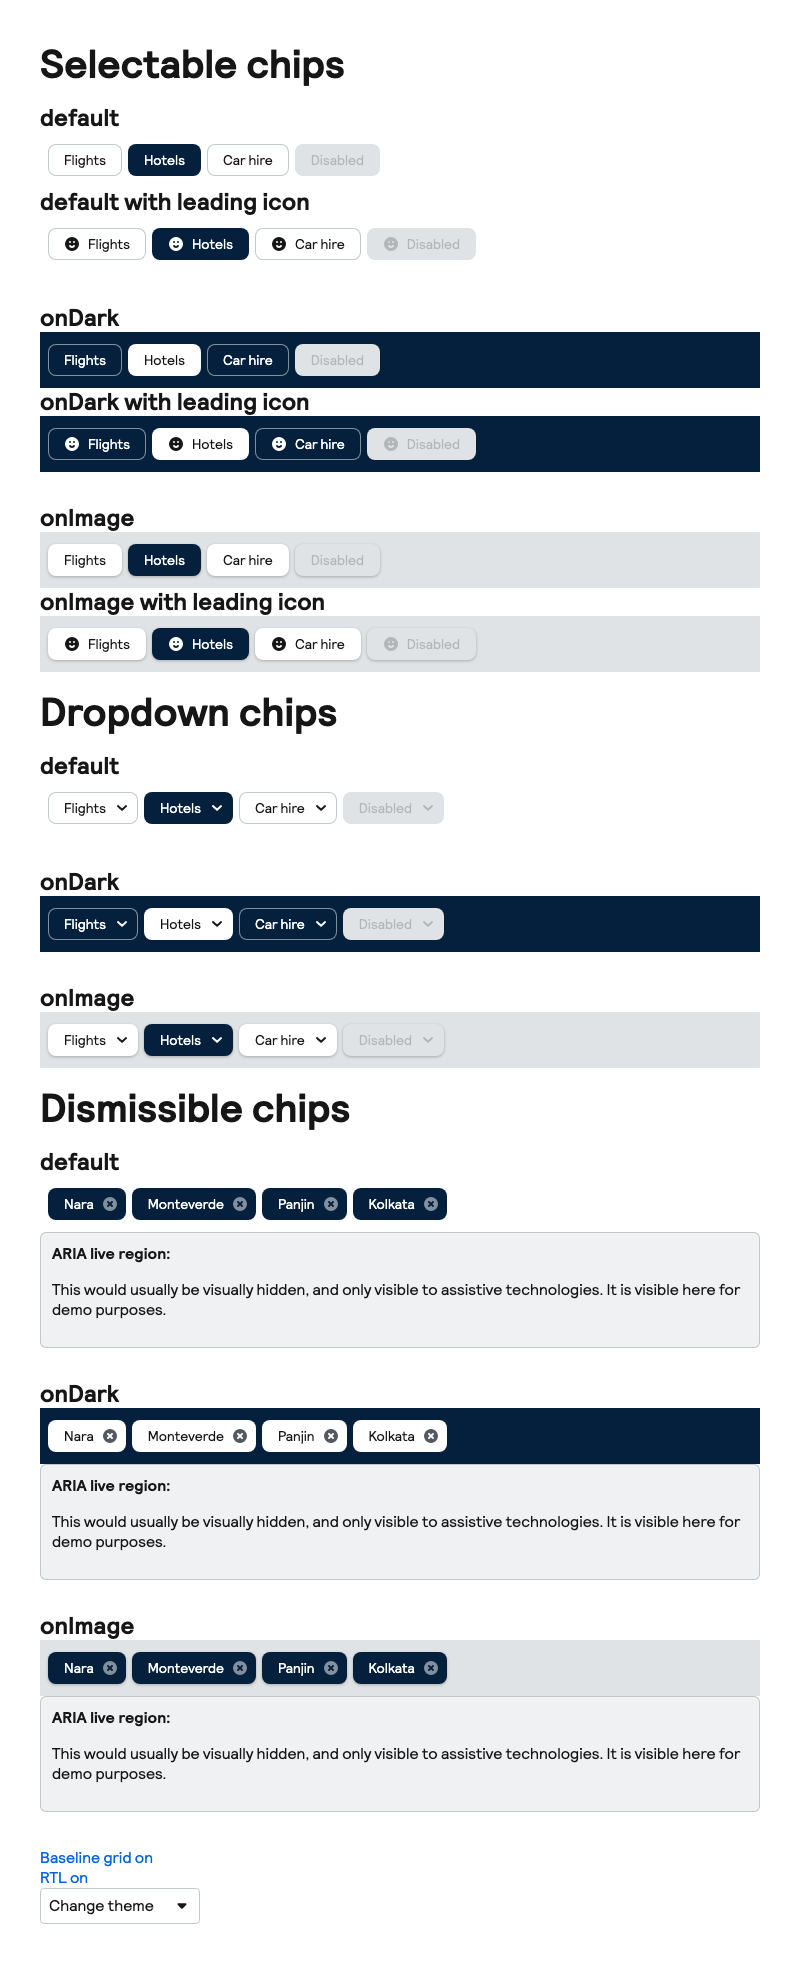 Selectable chips
default
Flights Hotels Car hire Disabled
default with leading icon
Flights Hotels Car hire Disabled
onDark
Flights Hotels Car hire Disabled
onDark with leading icon
Flights Hotels Car hire Disabled
onImage
Flights Hotels Car hire Disabled
onImage with leading icon
Flights Hotels Car hire Disabled
Dropdown chips
default
Flights Hotels Car hire Disabled
onDark
Flights Hotels Car hire Disabled
onImage
Flights Hotels Car hire Disabled
Dismissible chips
default
Nara Monteverde Panjin Kolkata
ARIA live region:
This would usually be visually hidden, and only visible to assistive technologies. It is visible here for
demo purposes.
onDark
Nara Monteverde Panjin Kolkata
ARIA live region:
This would usually be visually hidden, and only visible to assistive technologies. It is visible here for
demo purposes.
onImage
Nara Monteverde Panjin Kolkata
ARIA live region:
This would usually be visually hidden, and only visible to assistive technologies. It is visible here for
demo purposes.
Baseline grid on
RTL on
Change theme